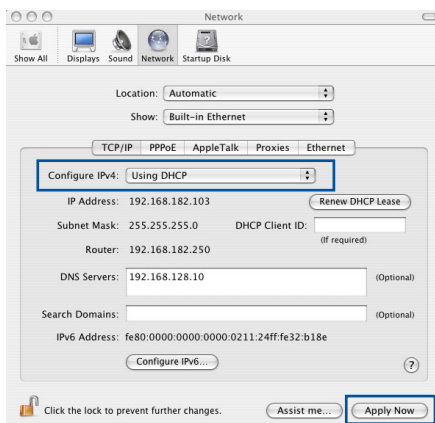 Network
Show All Displays Sound Network Startup Disk
Location: Automatic
Show: Built-in Ethernet
TCP/IP PPPoE AppleTalk Proxies Ethernet
Configure IPv4: Using DHCP
IP Address: 192.168.182.103 Renew DHCP Lease
Subnet Mask: 255.255.255.0 DHCP Client ID:
(If required)
Router: 192.168.182.250
DNS Servers: 192.168.128.10 (Optional)
Search Domains: (Optional)
IPv6 Address: fe80:0000:0000:0000:0211:24ff:fe32:b18e
Configure IPv6... ?
Click the lock to prevent further changes. Assist me... Apply Now